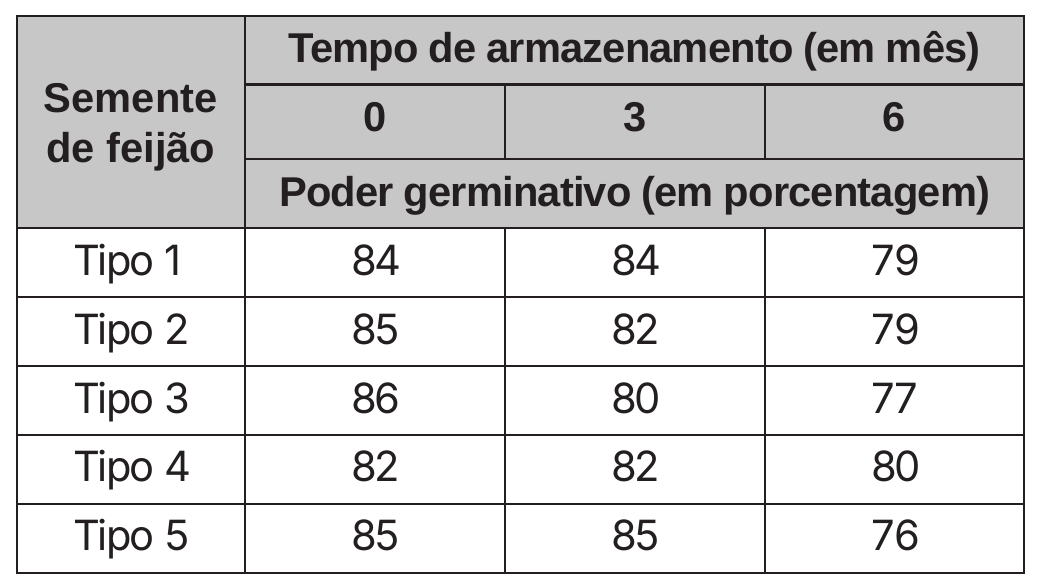 Semente
de feijão
Tempo de armazenamento (em mês)
0 3 6
Poder germinativo (em porcentagem)
Tipo 1 84 84 79
Tipo 2 85 82 79
Tipo 3 86 80 77
Tipo 4 82 82 80
Tipo 5 85 85 76